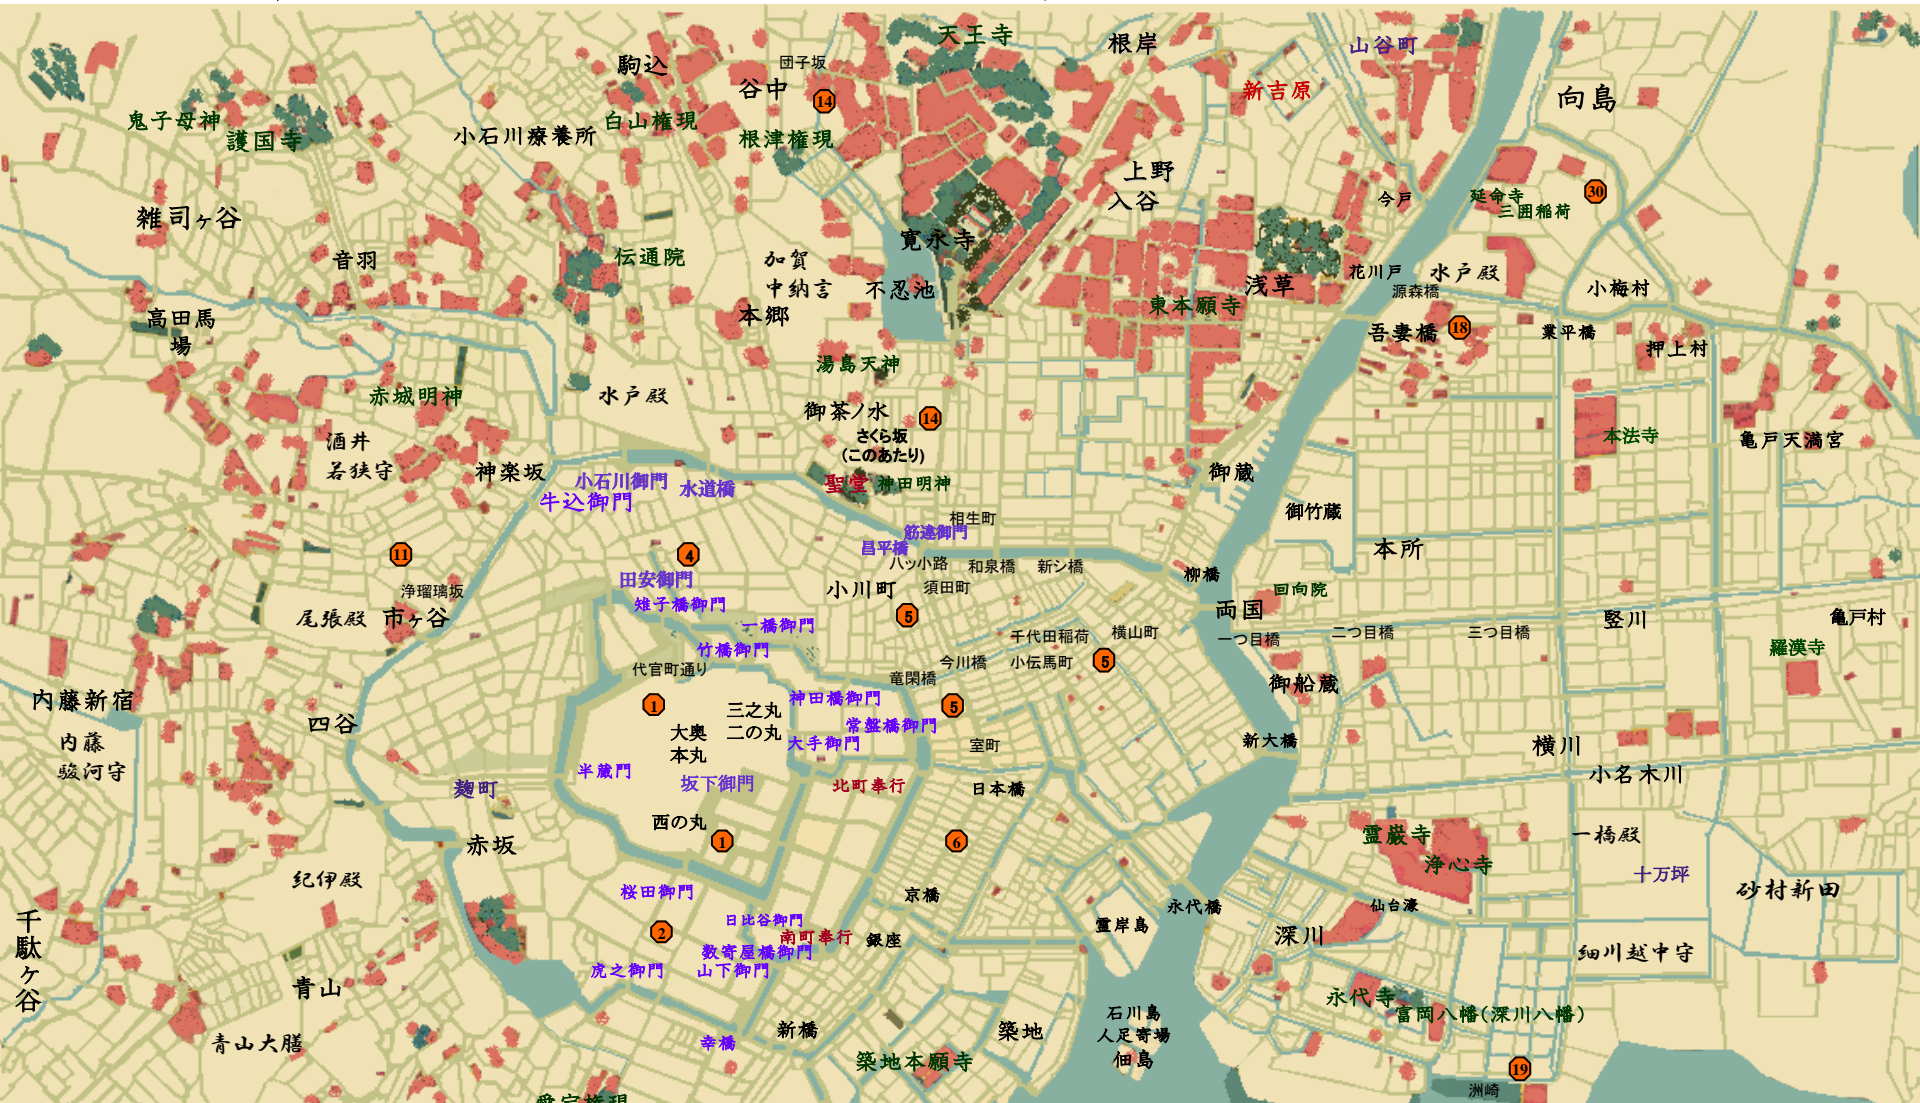 天王寺
根岸
山谷町
駒込
団子坂
谷中
14
新吉原
向島
鬼子母神
護国寺
小石川療養所
白山権現
根津権現
上野
入谷
今戸
延命寺
三囲稲荷
30
雑司ヶ谷
音羽
伝通院
加賀
中納言
寛永寺
不忍池
浅草
花川戸
水戸殿
源森橋
小梅村
高田馬
場
本郷
東本願寺
吾妻橋
18
業平橋
押上村
湯島天神
赤城明神
水戸殿
御茶ノ水
14
さくら坂
(このあたり)
酒井
若狭守
神楽坂
本法寺
亀戸天満宮
小石川御門
牛込御門
水道橋
聖堂
神田明神
御蔵
御竹蔵
相生町
筋違御門
昌平橋
本所
11
4
八ッ小路
和泉橋
新シ橋
柳橋
田安御門
小川町
須田町
回向院
浄瑠璃坂
雉子橋御門
5
両国
尾張殿
市ヶ谷
一橋御門
竪川
亀戸村
千代田稲荷
横山町
一つ目橋
二つ目橋
三つ目橋
竹橋御門
代官町通り
今川橋
小伝馬町
5
羅漢寺
竜閑橋
御船蔵
内藤新宿
四谷
1
三之丸
二の丸
神田橋御門
5
常盤橋御門
大奥
本丸
大手御門
室町
新大橋
横川
内藤
駿河守
半蔵門
麹町
坂下御門
北町奉行
日本橋
小名木川
西の丸
1
6
赤坂
霊巌寺
浄心寺
一橋殿
十万坪
砂村新田
紀伊殿
桜田御門
京橋
永代橋
仙台濠
千駄ヶ谷
2
日比谷御門
南町奉行
銀座
霊岸島
深川
数寄屋橋御門
細川越中守
虎之御門
山下御門
青山
永代寺
富岡八幡(深川八幡)
青山大膳
幸橋
新橋
築地
石川島
人足寄場
佃島
築地本願寺
19
洲崎
愛宕権現